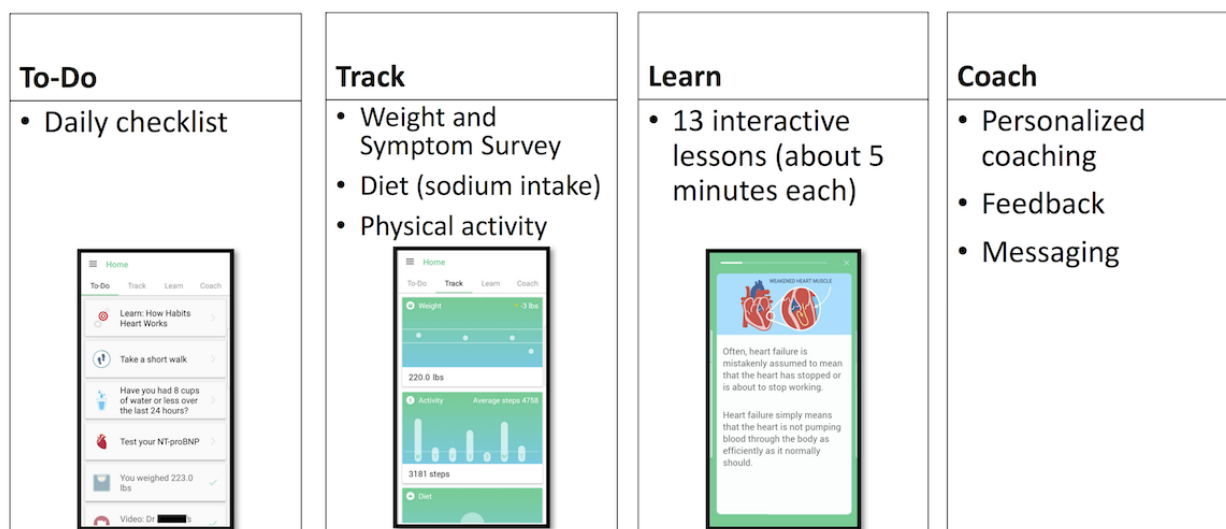 To-Do
• Daily checklist
Home
To-Do Track Learn Coach
Learn: How Habits
Heart Works
Take a short walk
Have you had 8 cups
of water or less over
the last 24 hours?
Test your NT-proBNP
You weighed 223.0
lbs
Video: Dr 's
Track
• Weight and
Symptom Survey
• Diet (sodium intake)
• Physical activity
Home
To-Do Track Learn Coach
Weight -3 lbs
220.0 lbs
Activity Average steps 4758
3181 steps
Diet
Learn
• 13 interactive
lessons (about 5
minutes each)
WEAKENED HEART MUSCLE
Often, heart failure is
mistakenly assumed to mean
that the heart has stopped or
is about to stop working.
Heart failure simply means
that the heart is not pumping
blood through the body as
efficiently as it normally
should.
Coach
• Personalized
coaching
• Feedback
• Messaging